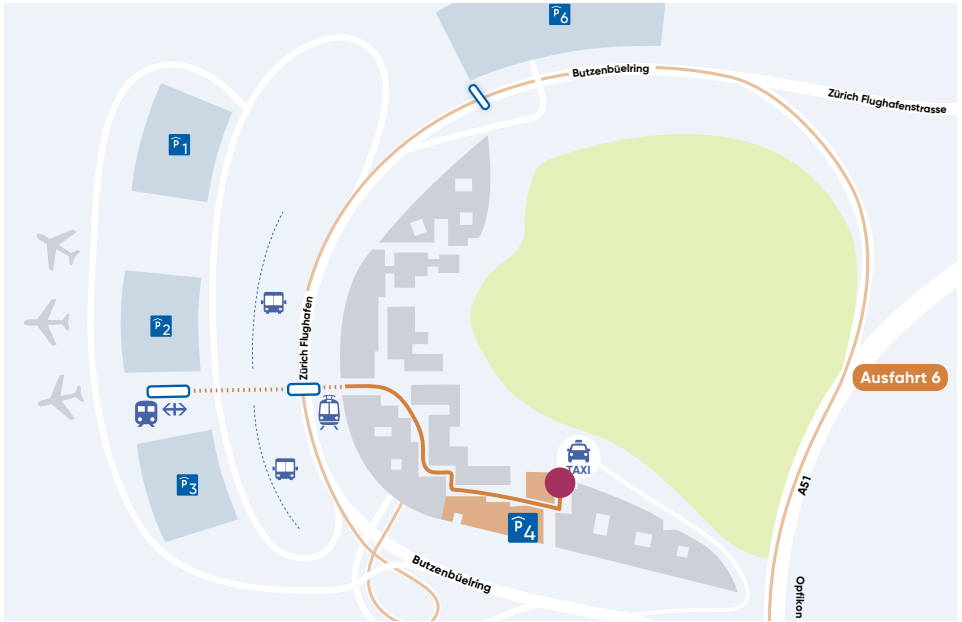 P6
Butzenbüelring
Zürich Flughafenstrasse
P1
Zürich Flughafen
P2
Ausfahrt 6
TAXI
P3
A51
P4
Butzenbüelring
Opfikon